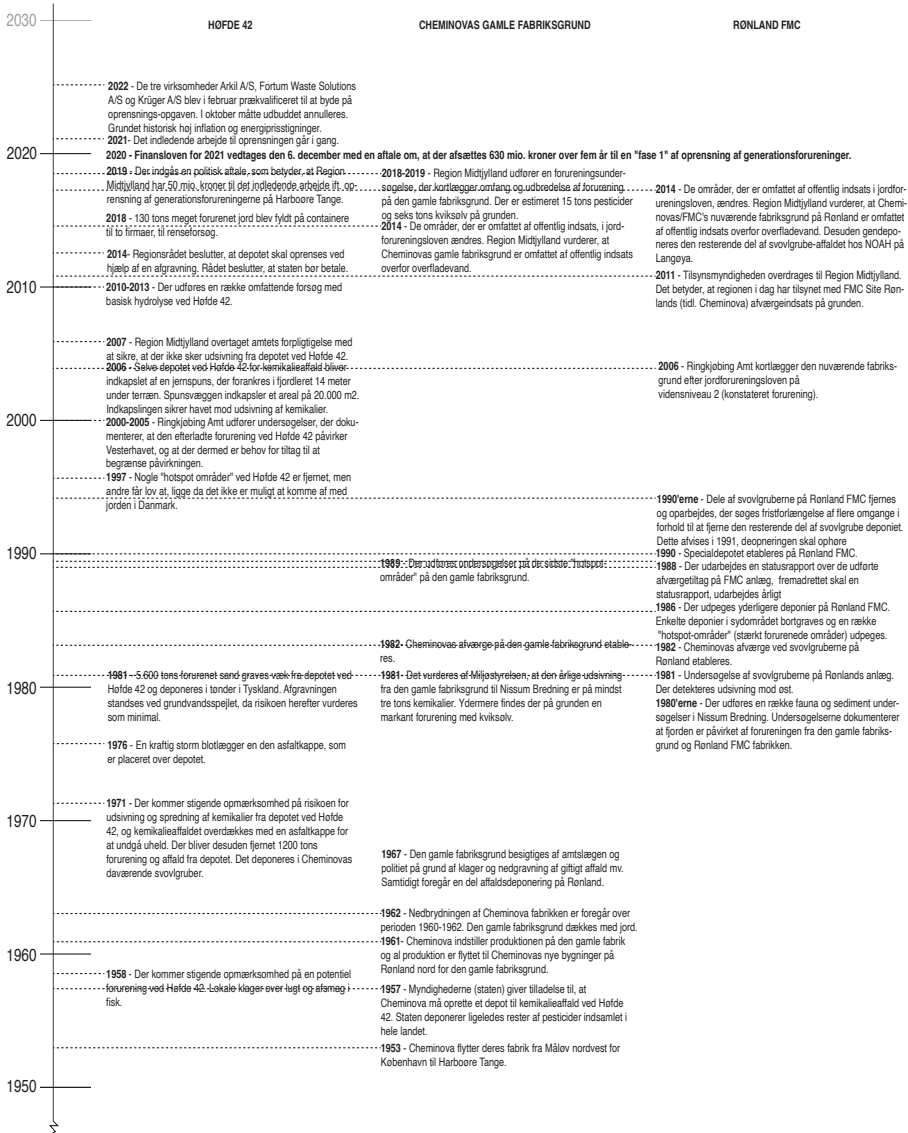 2030
HØFDE 42
CHEMINOVAS GAMLE FABRIKSGRUND
RØNLAND FMC
2022 - De tre virksomheder Arkil A/S, Fortum Waste Solutions
A/S og Krüger A/S blev i februar prækvalificeret til at byde på
oprensnings-opgaven. I oktober måtte udbuddet annulleres.
Grundet historisk høj inflation og energiprisstigninger.
2021- Det indledende arbejde til oprensningen går i gang.
2020
2020 - Finansloven for 2021 vedtages den 6. december med en aftale om, at der afsættes 630 mio. kroner over fem år til en "fase 1" af oprensning af generationsforureninger.
2019 - Der indgås en politisk aftale, som betyder, at Region
Midtjylland har 50 mio. kroner til det indledende arbejde ift. op-
rensning af generationsforureningerne på Harboøre Tange.
2018 - 130 tons meget forurenet jord blev fyldt på containere
til to firmaer, til renseforsøg.
2014- Regionsrådet beslutter, at depotet skal oprenses ved
hjælp af en afgravning. Rådet beslutter, at staten bør betale.
2010
2010-2013 - Der udføres en række omfattende forsøg med
basisk hydrolyse ved Høfde 42.
2007 - Region Midtjylland overtaget amtets forpligtigelse med
at sikre, at der ikke sker udsivning fra depotet ved Høfde 42.
2006 - Selve depotet ved Høfde 42 for kemikalieaffald bliver
indkapslet af en jernspuns, der forankres i fjordleret 14 meter
under terræn. Spunsvæggen indkapsler et areal på 20.000 m2.
Indkapslingen sikrer havet mod udsivning af kemikalier.
2000
2000-2005 - Ringkjøbing Amt udfører undersøgelser, der doku-
menterer, at den efterladte forurening ved Høfde 42 påvirker
Vesterhavet, og at der dermed er behov for tiltag til at
begrænse påvirkningen.
1997 - Nogle "hotspot områder" ved Høfde 42 er fjernet, men
andre får lov at, ligge da det ikke er muligt at komme af med
jorden i Danmark.
1990
1981 - 5.600 tons forurenet sand graves væk fra depotet ved
Høfde 42 og deponeres i tønder i Tyskland. Afgravningen
standses ved grundvandsspejlet, da risikoen herefter vurderes
som minimal.
1980
1976 - En kraftig storm blotlægger en den asfaltkappe, som
er placeret over depotet.
1971 - Der kommer stigende opmærksomhed på risikoen for
udsivning og spredning af kemikalier fra depotet ved Høfde
42, og kemikalieaffaldet overdækkes med en asfaltkappe for
at undgå uheld. Der bliver desuden fjernet 1200 tons
forurening og affald fra depotet. Det deponeres i Cheminovas
daværende svovlgruber.
1970
1960
1958 - Der kommer stigende opmærksomhed på en potentiel
forurening ved Høfde 42. Lokale klager over lugt og afsmag i
fisk.
1950
2018-2019 - Region Midtjylland udfører en forureningsunder-
søgelse, der kortlægger omfang og udbredelse af forurening
på den gamle fabriksgrund. Der er estimeret 15 tons pesticider
og seks tons kviksølv på grunden.
2014 - De områder, der er omfattet af offentlig indsats, i jord-
forureningsloven ændres. Region Midtjylland vurderer, at
Cheminovas gamle fabriksgrund er omfattet af offentlig indsats
overfor overfladevand.
1989 - Der udføres undersøgelser på de sidste "hotspot-
områder" på den gamle fabriksgrund.
1982- Cheminovas afværge på den gamle fabriksgrund etable-
res.
1981- Det vurderes af Miljøstyrelsen, at den årlige udsivning
fra den gamle fabriksgrund til Nissum Bredning er på mindst
tre tons kemikalier. Ydermere findes der på grunden en
markant forurening med kviksølv.
1967 - Den gamle fabriksgrund besigtiges af amtslægen og
politiet på grund af klager og nedgravning af giftigt affald mv.
Samtidigt foregår en del affaldsdeponering på Rønland.
1962 - Nedbrydningen af Cheminova fabrikken er foregår over
perioden 1960-1962. Den gamle fabriksgrund dækkes med jord.
1961- Cheminova indstiller produktionen på den gamle fabrik
og al produktion er flyttet til Cheminovas nye bygninger på
Rønland nord for den gamle fabriksgrund.
1957 - Myndighederne (staten) giver tilladelse til, at
Cheminova må oprette et depot til kemikalieaffald ved Høfde
42. Staten deponerer ligeledes rester af pesticider indsamlet i
hele landet.
1953 - Cheminova flytter deres fabrik fra Måløv nordvest for
København til Harboøre Tange.
2014 - De områder, der er omfattet af offentlig indsats i jordfor-
ureningsloven, ændres. Region Midtjylland vurderer, at Chemi-
novas/FMC's nuværende fabriksgrund på Rønland er omfattet
af offentlig indsats overfor overfladevand. Desuden gendepo-
neres den resterende del af svovlgrube-affaldet hos NOAH på
Langøya.
2011 - Tilsynsmyndigheden overdrages til Region Midtjylland.
Det betyder, at regionen i dag har tilsynet med FMC Site Røn-
lands (tidl. Cheminova) afværgeindsats på grunden.
2006 - Ringkjøbing Amt kortlægger den nuværende fabriks-
grund efter jordforureningsloven på
vidensniveau 2 (konstateret forurening).
1990'erne - Dele af svovlgruberne på Rønland FMC fjernes
og oparbejdes, der søges fristforlængelse af flere omgange i
forhold til at fjerne den resterende del af svovlgrube deponiet.
Dette afvises i 1991, deopneringen skal ophøre
1990 - Specialdepotet etableres på Rønland FMC.
1988 - Der udarbejdes en statusrapport over de udførte
afværgetiltag på FMC anlæg, fremadrettet skal en
statusrapport, udarbejdes årligt
1986 - Der udpeges yderligere deponier på Rønland FMC.
Enkelte deponier i sydområdet bortgraves og en række
"hotspot-områder" (stærkt forurenede områder) udpeges.
1982 - Cheminovas afværge ved svovlgruberne på
Rønland etableres.
1981 - Undersøgelse af svovlgruberne på Rønlands anlæg.
Der detekteres udsivning mod øst.
1980'erne - Der udføres en række fauna og sediment under-
søgelser i Nissum Bredning. Undersøgelserne dokumenterer
at fjorden er påvirket af forureningen fra den gamle fabriks-
grund og Rønland FMC fabrikken.